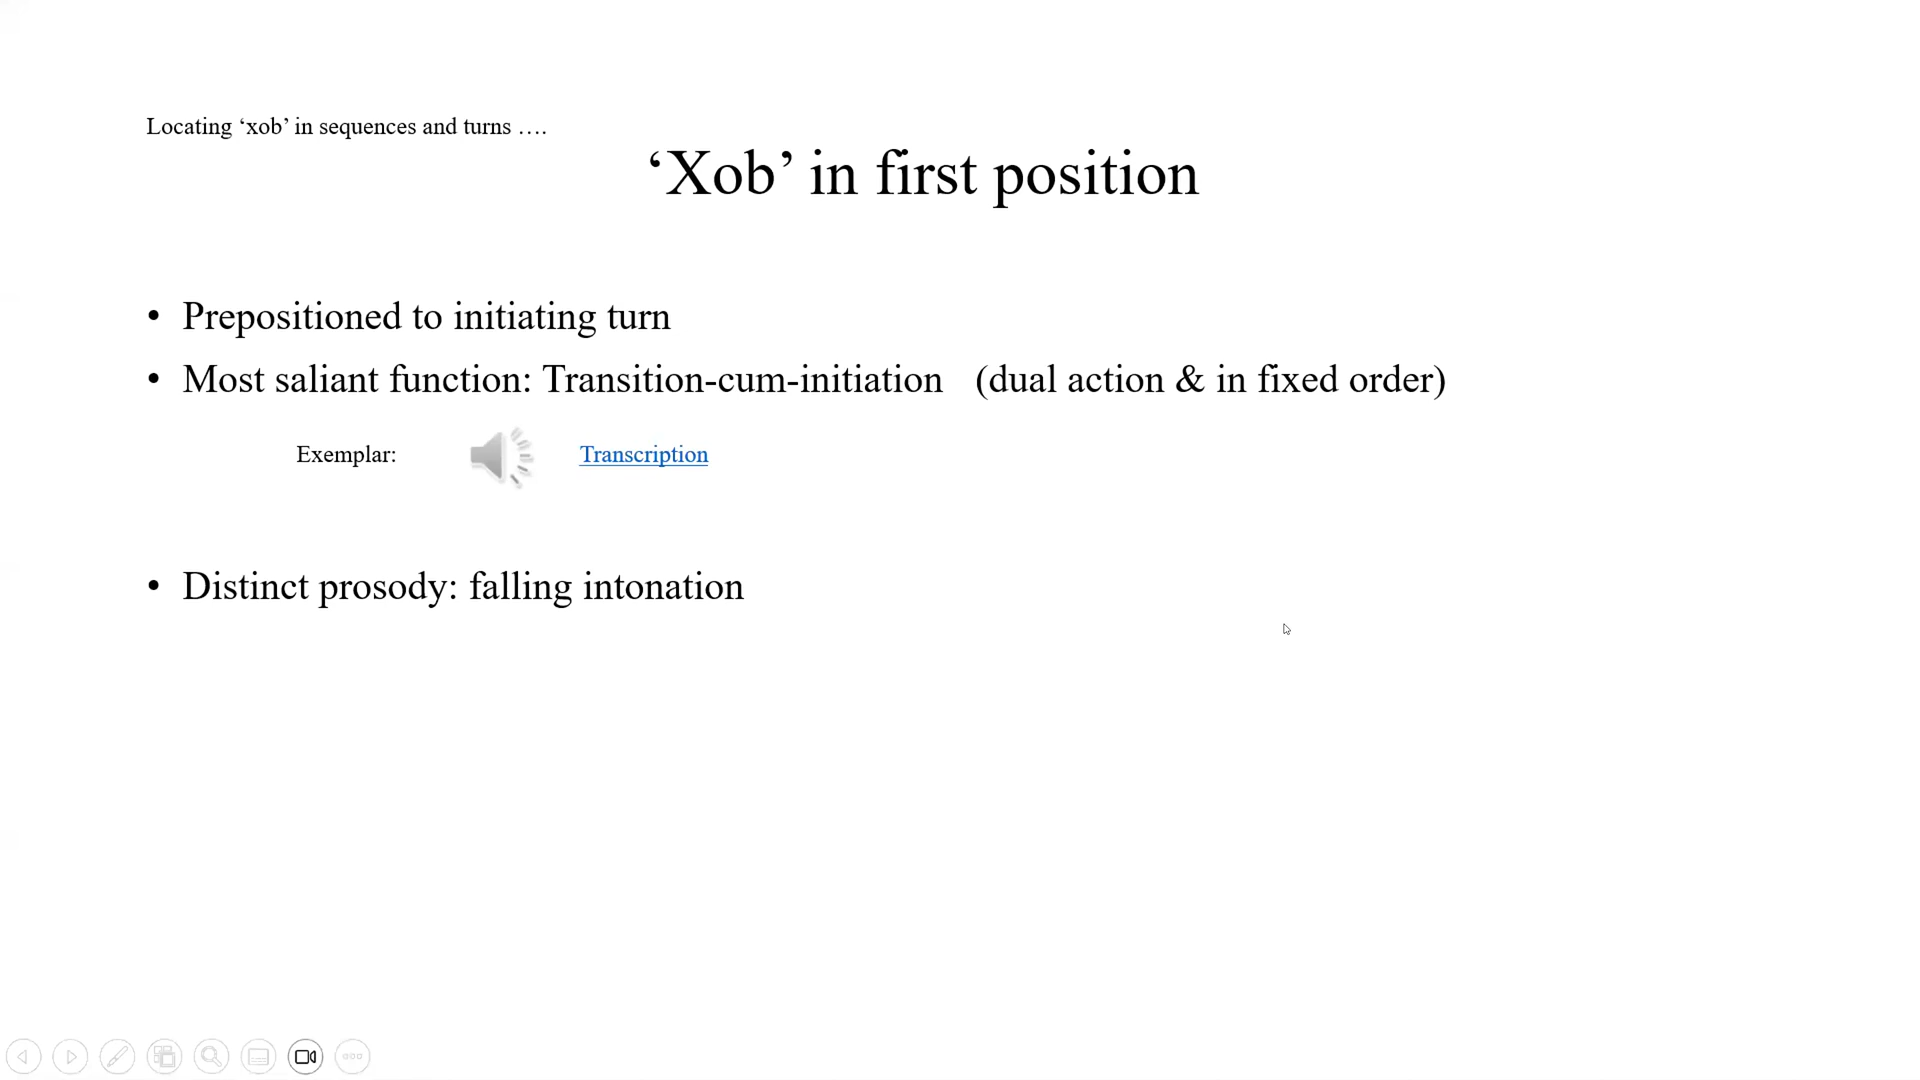 Locating ‘xob’ in sequences and turns ….
‘Xob’ in first position
• Prepositioned to initiating turn
• Most saliant function: Transition-cum-initiation (dual action & in fixed order)
Exemplar: Transcription
• Distinct prosody: falling intonation